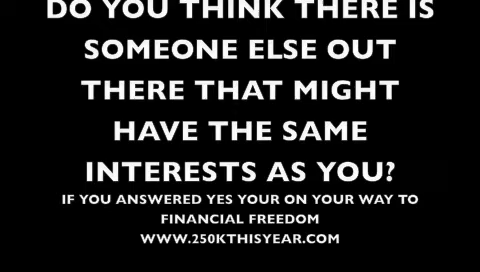 DO YOU THINK THERE IS
SOMEONE ELSE OUT
THERE THAT MIGHT
HAVE THE SAME
INTERESTS AS YOU?
IF YOU ANSWERED YES YOUR ON YOUR WAY TO
FINANCIAL FREEDOM
WWW.250KTHISYEAR.COM